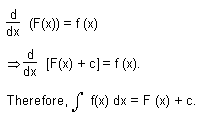 d/dx (F(x)) = f (x)
⇒ d/dx [F(x) + c] = f (x).
Therefore, ∫ f(x) dx = F (x) + c.